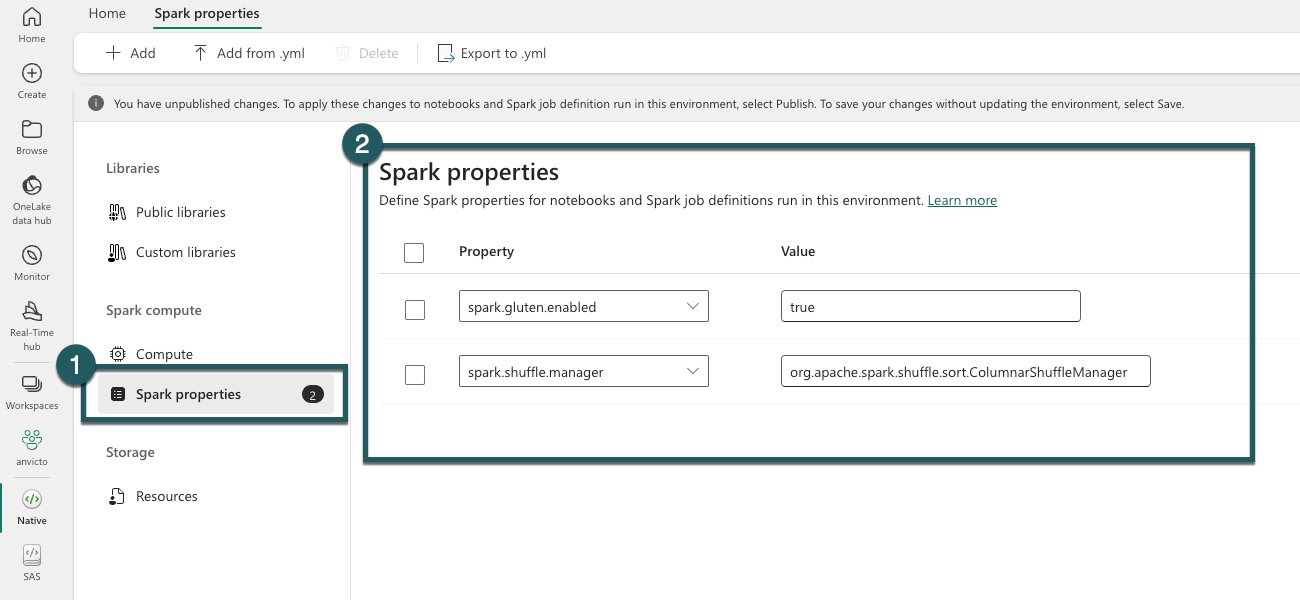 Home
Create
Browse
OneLake
data hub
Monitor
Real-Time
hub
Workspaces
anvicto
Native
SAS
Home Spark properties
Add Add from .yml Delete Export to .yml
You have unpublished changes. To apply these changes to notebooks and Spark job definition run in this environment, select Publish. To save your changes without updating the environment, select Save.
Libraries
Public libraries
Custom libraries
Spark compute
Compute
1
Spark properties 2
Storage
Resources
2
Spark properties
Define Spark properties for notebooks and Spark job definitions run in this environment. Learn more
Property Value
spark.gluten.enabled true
spark.shuffle.manager org.apache.spark.shuffle.sort.ColumnarShuffleManager